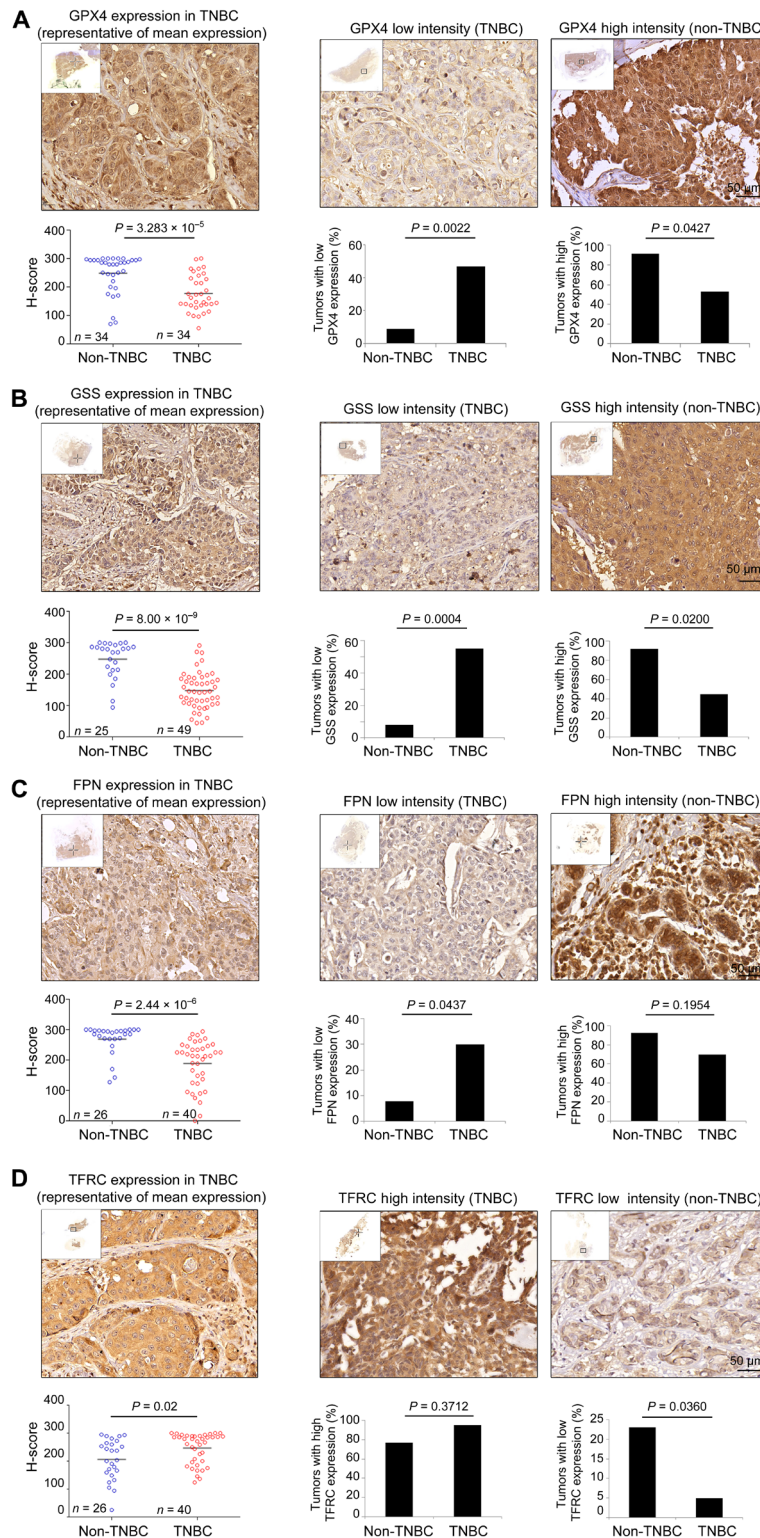 A
GPX4 expression in TNBC
(representative of mean expression)
GPX4 low intensity (TNBC)
GPX4 high intensity (non-TNBC)
50 µm
P = 3.283 × 10–5
H-score
400
300
200
100
0
n = 34
n = 34
Non-TNBC
TNBC
P = 0.0022
Tumors with low
GPX4 expression (%)
60
40
20
0
Non-TNBC
TNBC
P = 0.0427
Tumors with high
GPX4 expression (%)
100
80
60
40
20
0
Non-TNBC
TNBC
B
GSS expression in TNBC
(representative of mean expression)
GSS low intensity (TNBC)
GSS high intensity (non-TNBC)
50 µm
P = 8.00 × 10–9
H-score
400
300
200
100
0
n = 25
n = 49
Non-TNBC
TNBC
P = 0.0004
Tumors with low
GSS expression (%)
60
40
20
0
Non-TNBC
TNBC
P = 0.0200
Tumors with high
GSS expression (%)
100
80
60
40
20
0
Non-TNBC
TNBC
C
FPN expression in TNBC
(representative of mean expression)
FPN low intensity (TNBC)
FPN high intensity (non-TNBC)
50 µm
P = 2.44 × 10–6
H-score
400
300
200
100
0
n = 26
n = 40
Non-TNBC
TNBC
P = 0.0437
Tumors with low
FPN expression (%)
40
30
20
10
0
Non-TNBC
TNBC
P = 0.1954
Tumors with high
FPN expression (%)
100
80
60
40
20
0
Non-TNBC
TNBC
D
TFRC expression in TNBC
(representative of mean expression)
TFRC high intensity (TNBC)
TFRC low intensity (non-TNBC)
50 µm
P = 0.02
H-score
400
300
200
100
0
n = 26
n = 40
Non-TNBC
TNBC
P = 0.3712
Tumors with high
TFRC expression (%)
80
60
40
20
0
Non-TNBC
TNBC
P = 0.0360
Tumors with low
TFRC expression (%)
25
20
15
10
5
0
Non-TNBC
TNBC